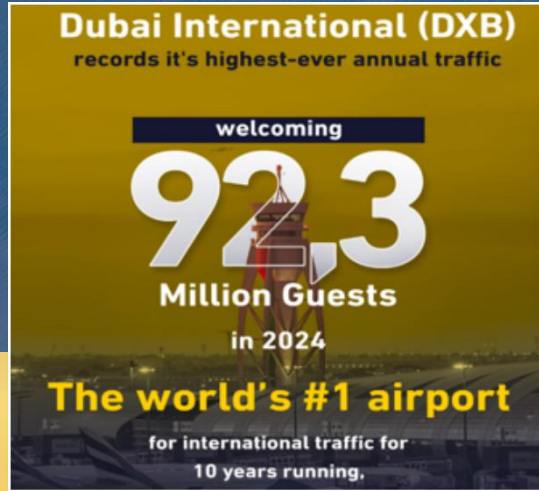 Dubai International (DXB)
records it's highest-ever annual traffic
welcoming
92,3
Million Guests
in 2024
The world's #1 airport
for international traffic for
10 years running,